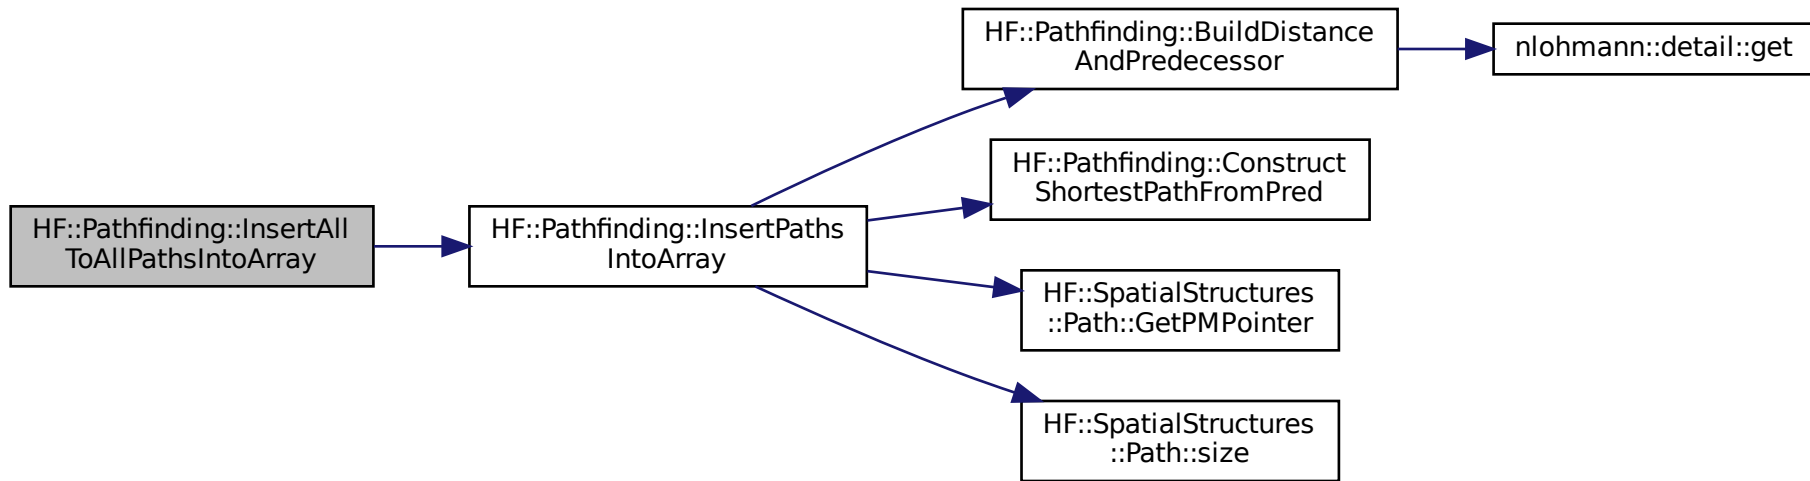 HF::Pathfinding::InsertAll
ToAllPathsIntoArray
HF::Pathfinding::InsertPaths
IntoArray
HF::Pathfinding::BuildDistance
AndPredecessor
nlohmann::detail::get
HF::Pathfinding::Construct
ShortestPathFromPred
HF::SpatialStructures
::Path::GetPMPointer
HF::SpatialStructures
::Path::size